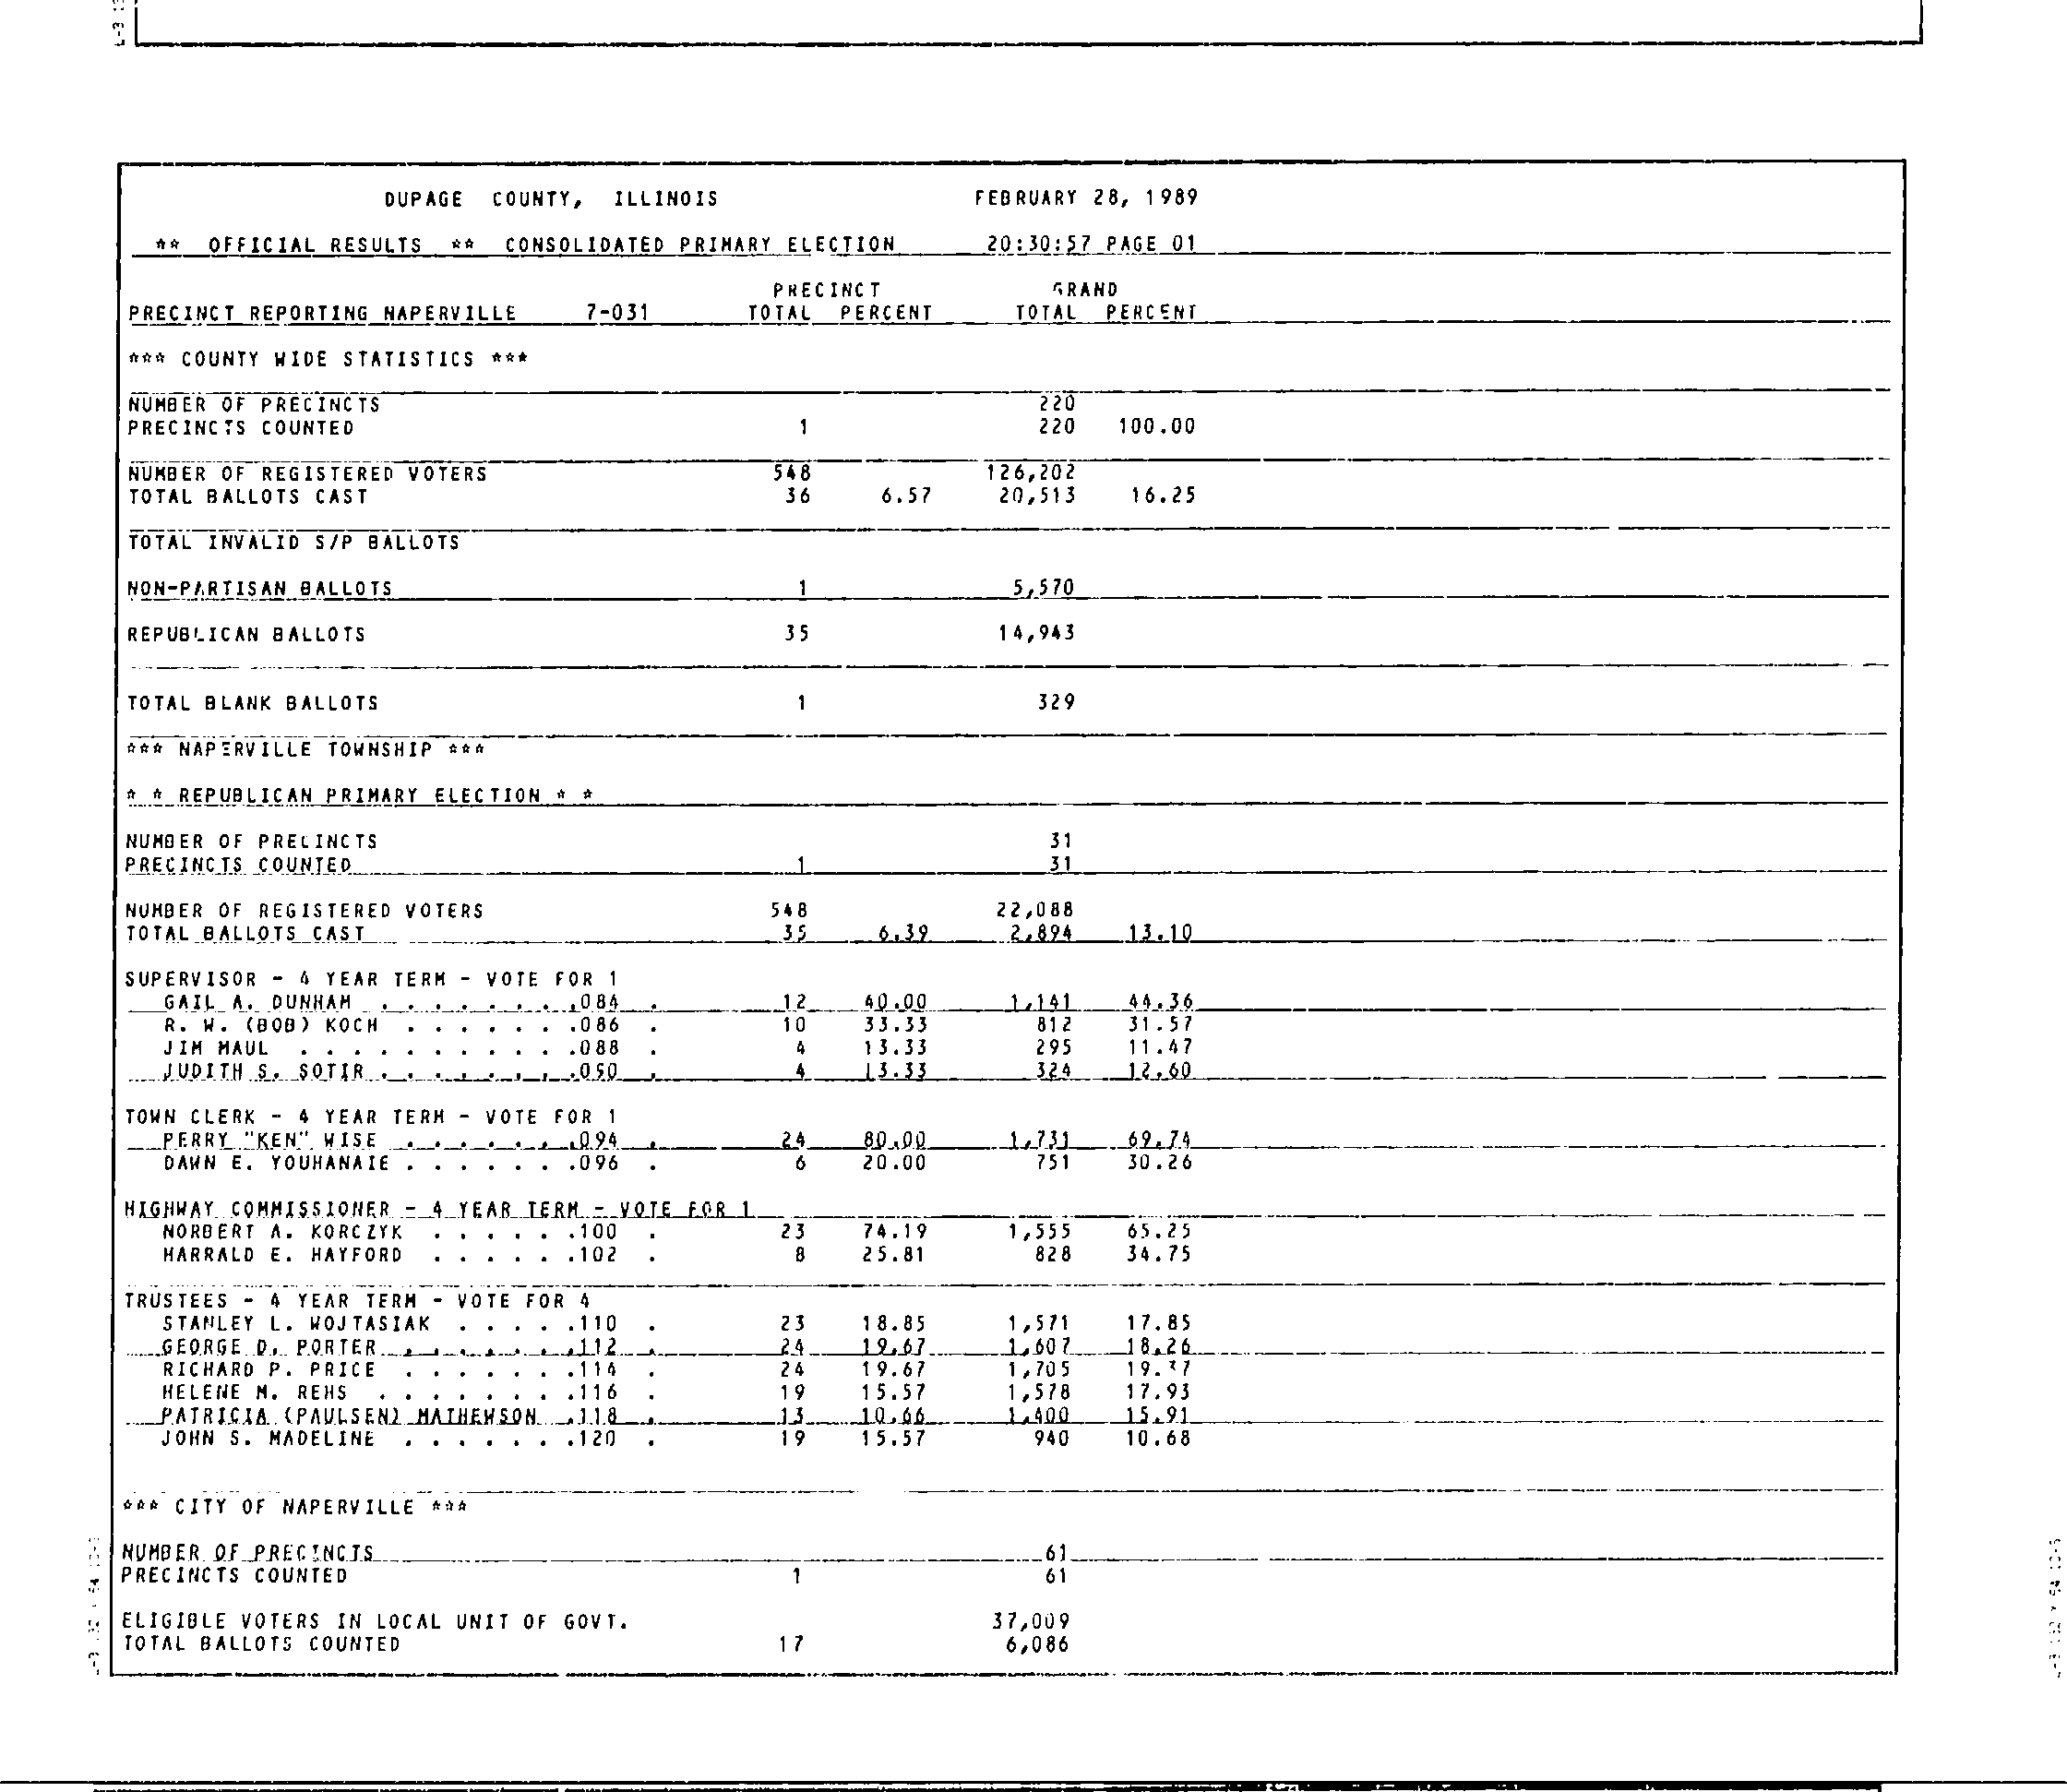 DUPAGE COUNTY, ILLINOIS FEBRUARY 28, 1989
** OFFICIAL RESULTS ** CONSOLIDATED PRIMARY ELECTION 20:30:57 PAGE 01
PRECINCT GRAND
PRECINCT REPORTING NAPERVILLE 7-031 TOTAL PERCENT TOTAL PERCENT
*** COUNTY WIDE STATISTICS ***
NUMBER OF PRECINCTS 220
PRECINCTS COUNTED 1 220 100.00
NUMBER OF REGISTERED VOTERS 548 126,202
TOTAL BALLOTS CAST 36 6.57 20,513 16.25
TOTAL INVALID S/P BALLOTS
NON-PARTISAN BALLOTS 1 5,570
REPUBLICAN BALLOTS 35 14,943
TOTAL BLANK BALLOTS 1 329
*** NAPERVILLE TOWNSHIP ***
* * REPUBLICAN PRIMARY ELECTION * *
NUMBER OF PRECINCTS 31
PRECINCTS COUNTED 1 31
NUMBER OF REGISTERED VOTERS 548 22,088
TOTAL BALLOTS CAST 35 6.39 2,894 13.10
SUPERVISOR - 4 YEAR TERM - VOTE FOR 1
GAIL A. DUNHAM . . . . . . . .084 . 12 40.00 1,141 44.36
R. W. (BOB) KOCH . . . . . . .086 . 10 33.33 812 31.57
JIM MAUL . . . . . . . . . . .088 . 4 13.33 295 11.47
JUDITH S. SOTIR . . . . . . . .090 . 4 13.33 324 12.60
TOWN CLERK - 4 YEAR TERM - VOTE FOR 1
PERRY "KEN" WISE . . . . . . .094 . 24 80.00 1,731 69.74
DAWN E. YOUHANAIE . . . . . . .096 . 6 20.00 751 30.26
HIGHWAY COMMISSIONER - 4 YEAR TERM - VOTE FOR 1
NORBERT A. KORCZYK . . . . . .100 . 23 74.19 1,555 65.25
HARRALD E. HAYFORD . . . . . .102 . 8 25.81 828 34.75
TRUSTEES - 4 YEAR TERM - VOTE FOR 4
STANLEY L. WOJTASIAK . . . . .110 . 23 18.85 1,571 17.85
GEORGE D. PORTER . . . . . . .112 . 24 19.67 1,607 18.26
RICHARD P. PRICE . . . . . . .114 . 24 19.67 1,705 19.37
HELENE M. REHS . . . . . . . .116 . 19 15.57 1,578 17.93
PATRICIA (PAULSEN) MATHEWSON .118 . 13 10.66 1,400 15.91
JOHN S. MADELINE . . . . . . .120 . 19 15.57 940 10.68
*** CITY OF NAPERVILLE ***
NUMBER OF PRECINCTS 61
PRECINCTS COUNTED 1 61
ELIGIBLE VOTERS IN LOCAL UNIT OF GOVT. 37,009
TOTAL BALLOTS COUNTED 17 6,086